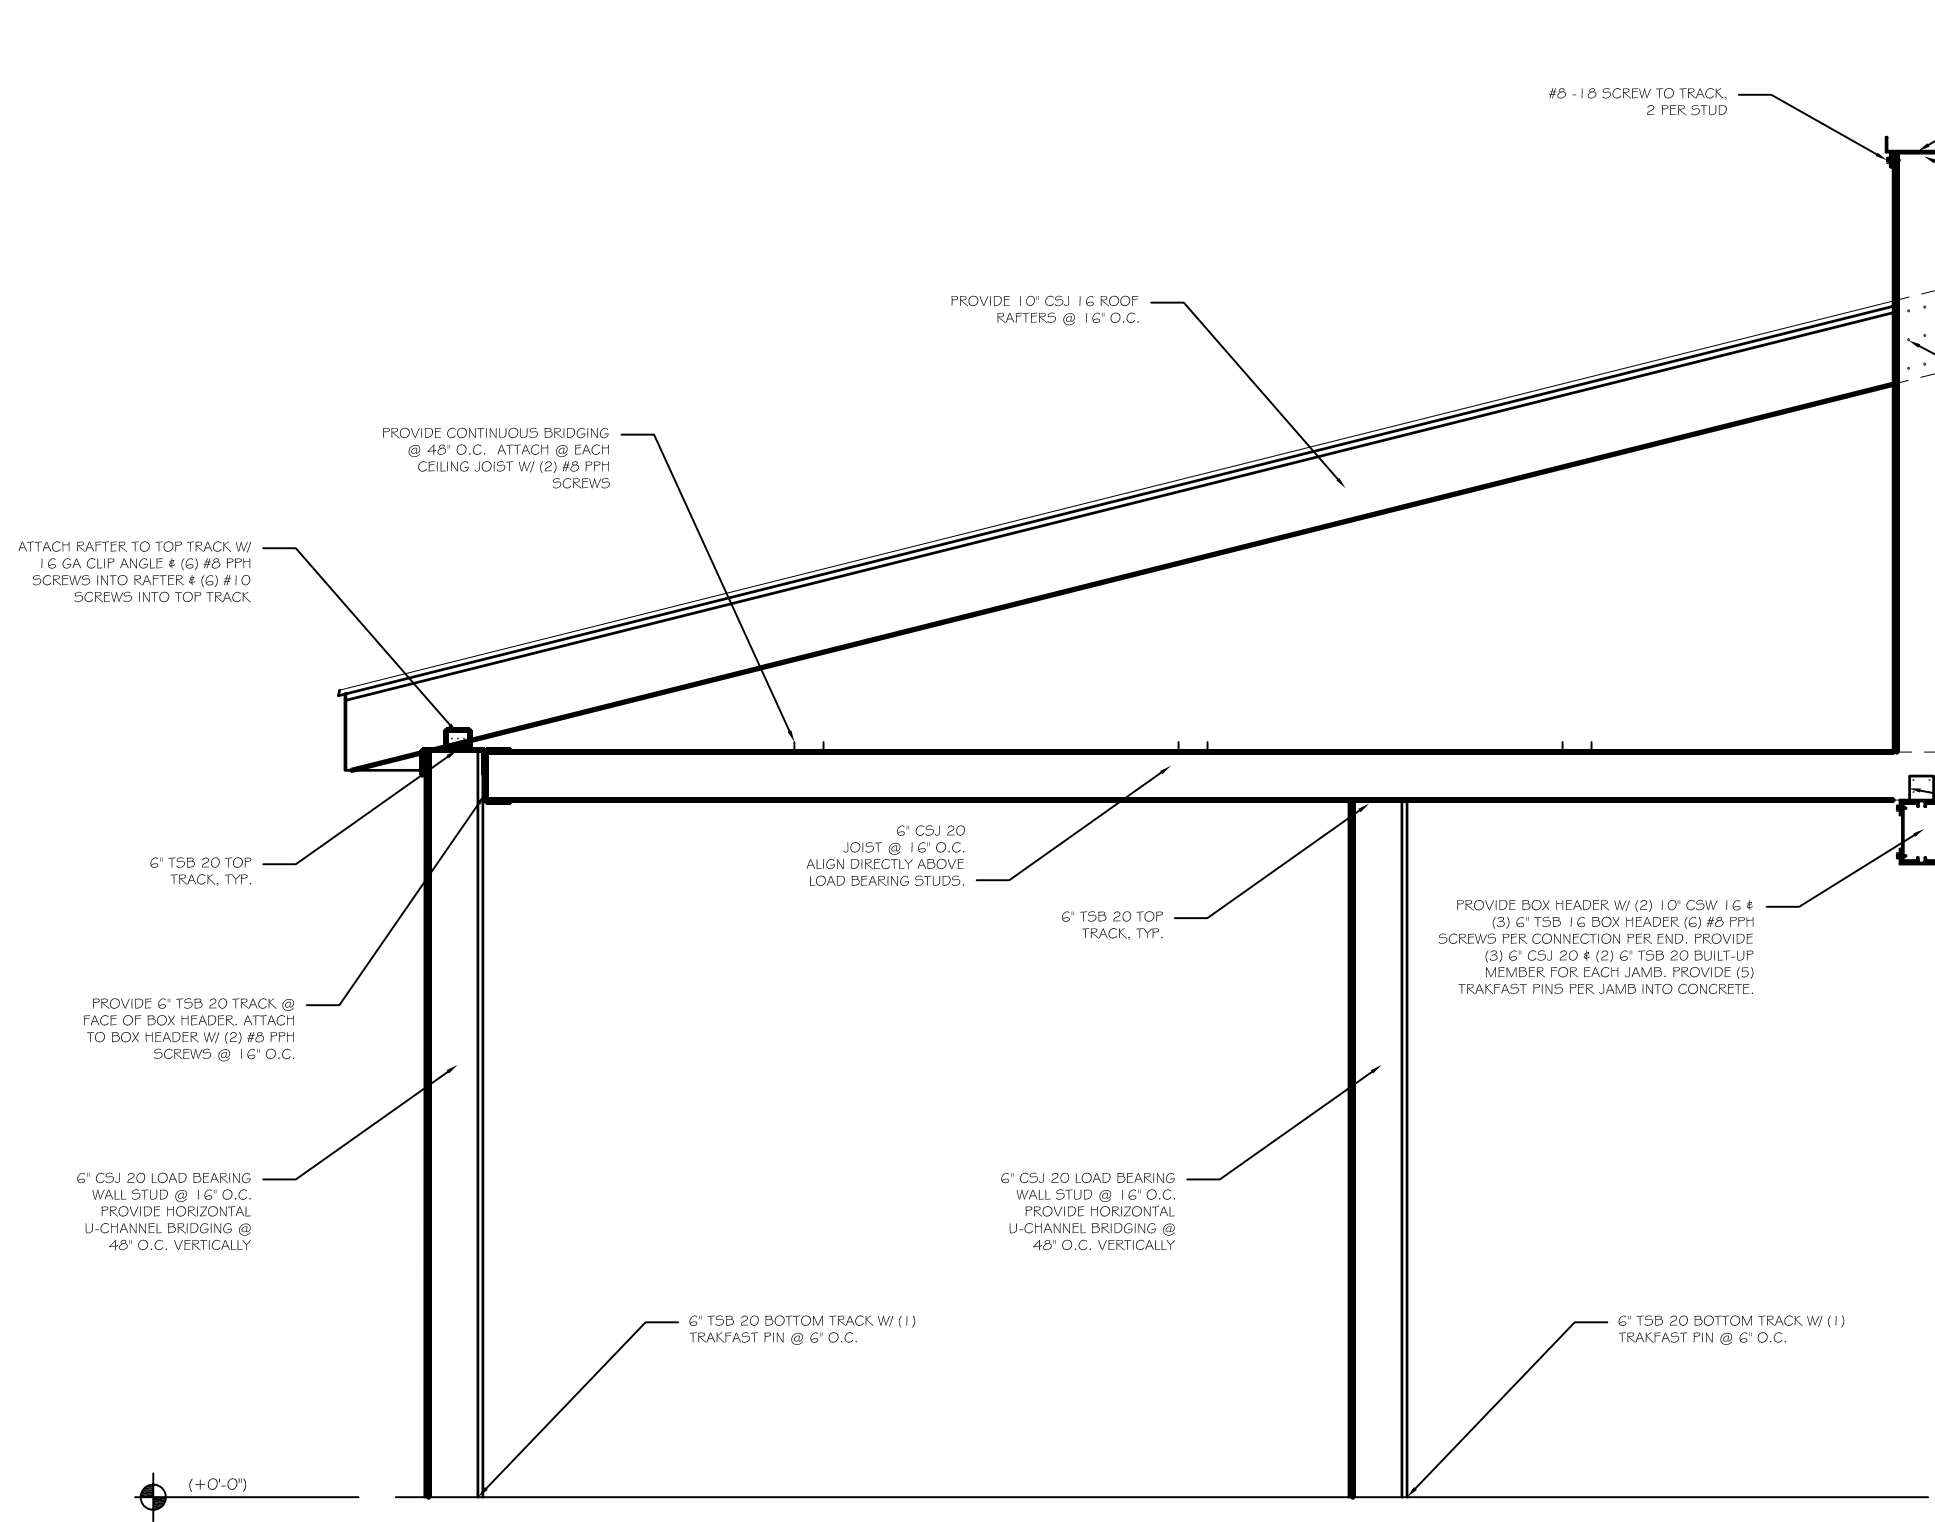 #8 -18 SCREW TO TRACK,
2 PER STUD
PROVIDE 10" CSJ 16 ROOF
RAFTERS @ 16" O.C.
PROVIDE CONTINUOUS BRIDGING
@ 48" O.C. ATTACH @ EACH
CEILING JOIST W/ (2) #8 PPH
SCREWS
ATTACH RAFTER TO TOP TRACK W/
16 GA CLIP ANGLE & (6) #8 PPH
SCREWS INTO RAFTER & (6) #10
SCREWS INTO TOP TRACK
6" TSB 20 TOP
TRACK, TYP.
6" CSJ 20
JOIST @ 16" O.C.
ALIGN DIRECTLY ABOVE
LOAD BEARING STUDS.
6" TSB 20 TOP
TRACK, TYP.
PROVIDE BOX HEADER W/ (2) 10" CSW 16 &
(3) 6" TSB 16 BOX HEADER (6) #8 PPH
SCREWS PER CONNECTION PER END. PROVIDE
(3) 6" CSJ 20 & (2) 6" TSB 20 BUILT-UP
MEMBER FOR EACH JAMB. PROVIDE (5)
TRAKFAST PINS PER JAMB INTO CONCRETE.
PROVIDE 6" TSB 20 TRACK @
FACE OF BOX HEADER. ATTACH
TO BOX HEADER W/ (2) #8 PPH
SCREWS @ 16" O.C.
6" CSJ 20 LOAD BEARING
WALL STUD @ 16" O.C.
PROVIDE HORIZONTAL
U-CHANNEL BRIDGING @
48" O.C. VERTICALLY
6" CSJ 20 LOAD BEARING
WALL STUD @ 16" O.C.
PROVIDE HORIZONTAL
U-CHANNEL BRIDGING @
48" O.C. VERTICALLY
6" TSB 20 BOTTOM TRACK W/ (1)
TRAKFAST PIN @ 6" O.C.
6" TSB 20 BOTTOM TRACK W/ (1)
TRAKFAST PIN @ 6" O.C.
(+0'-0")